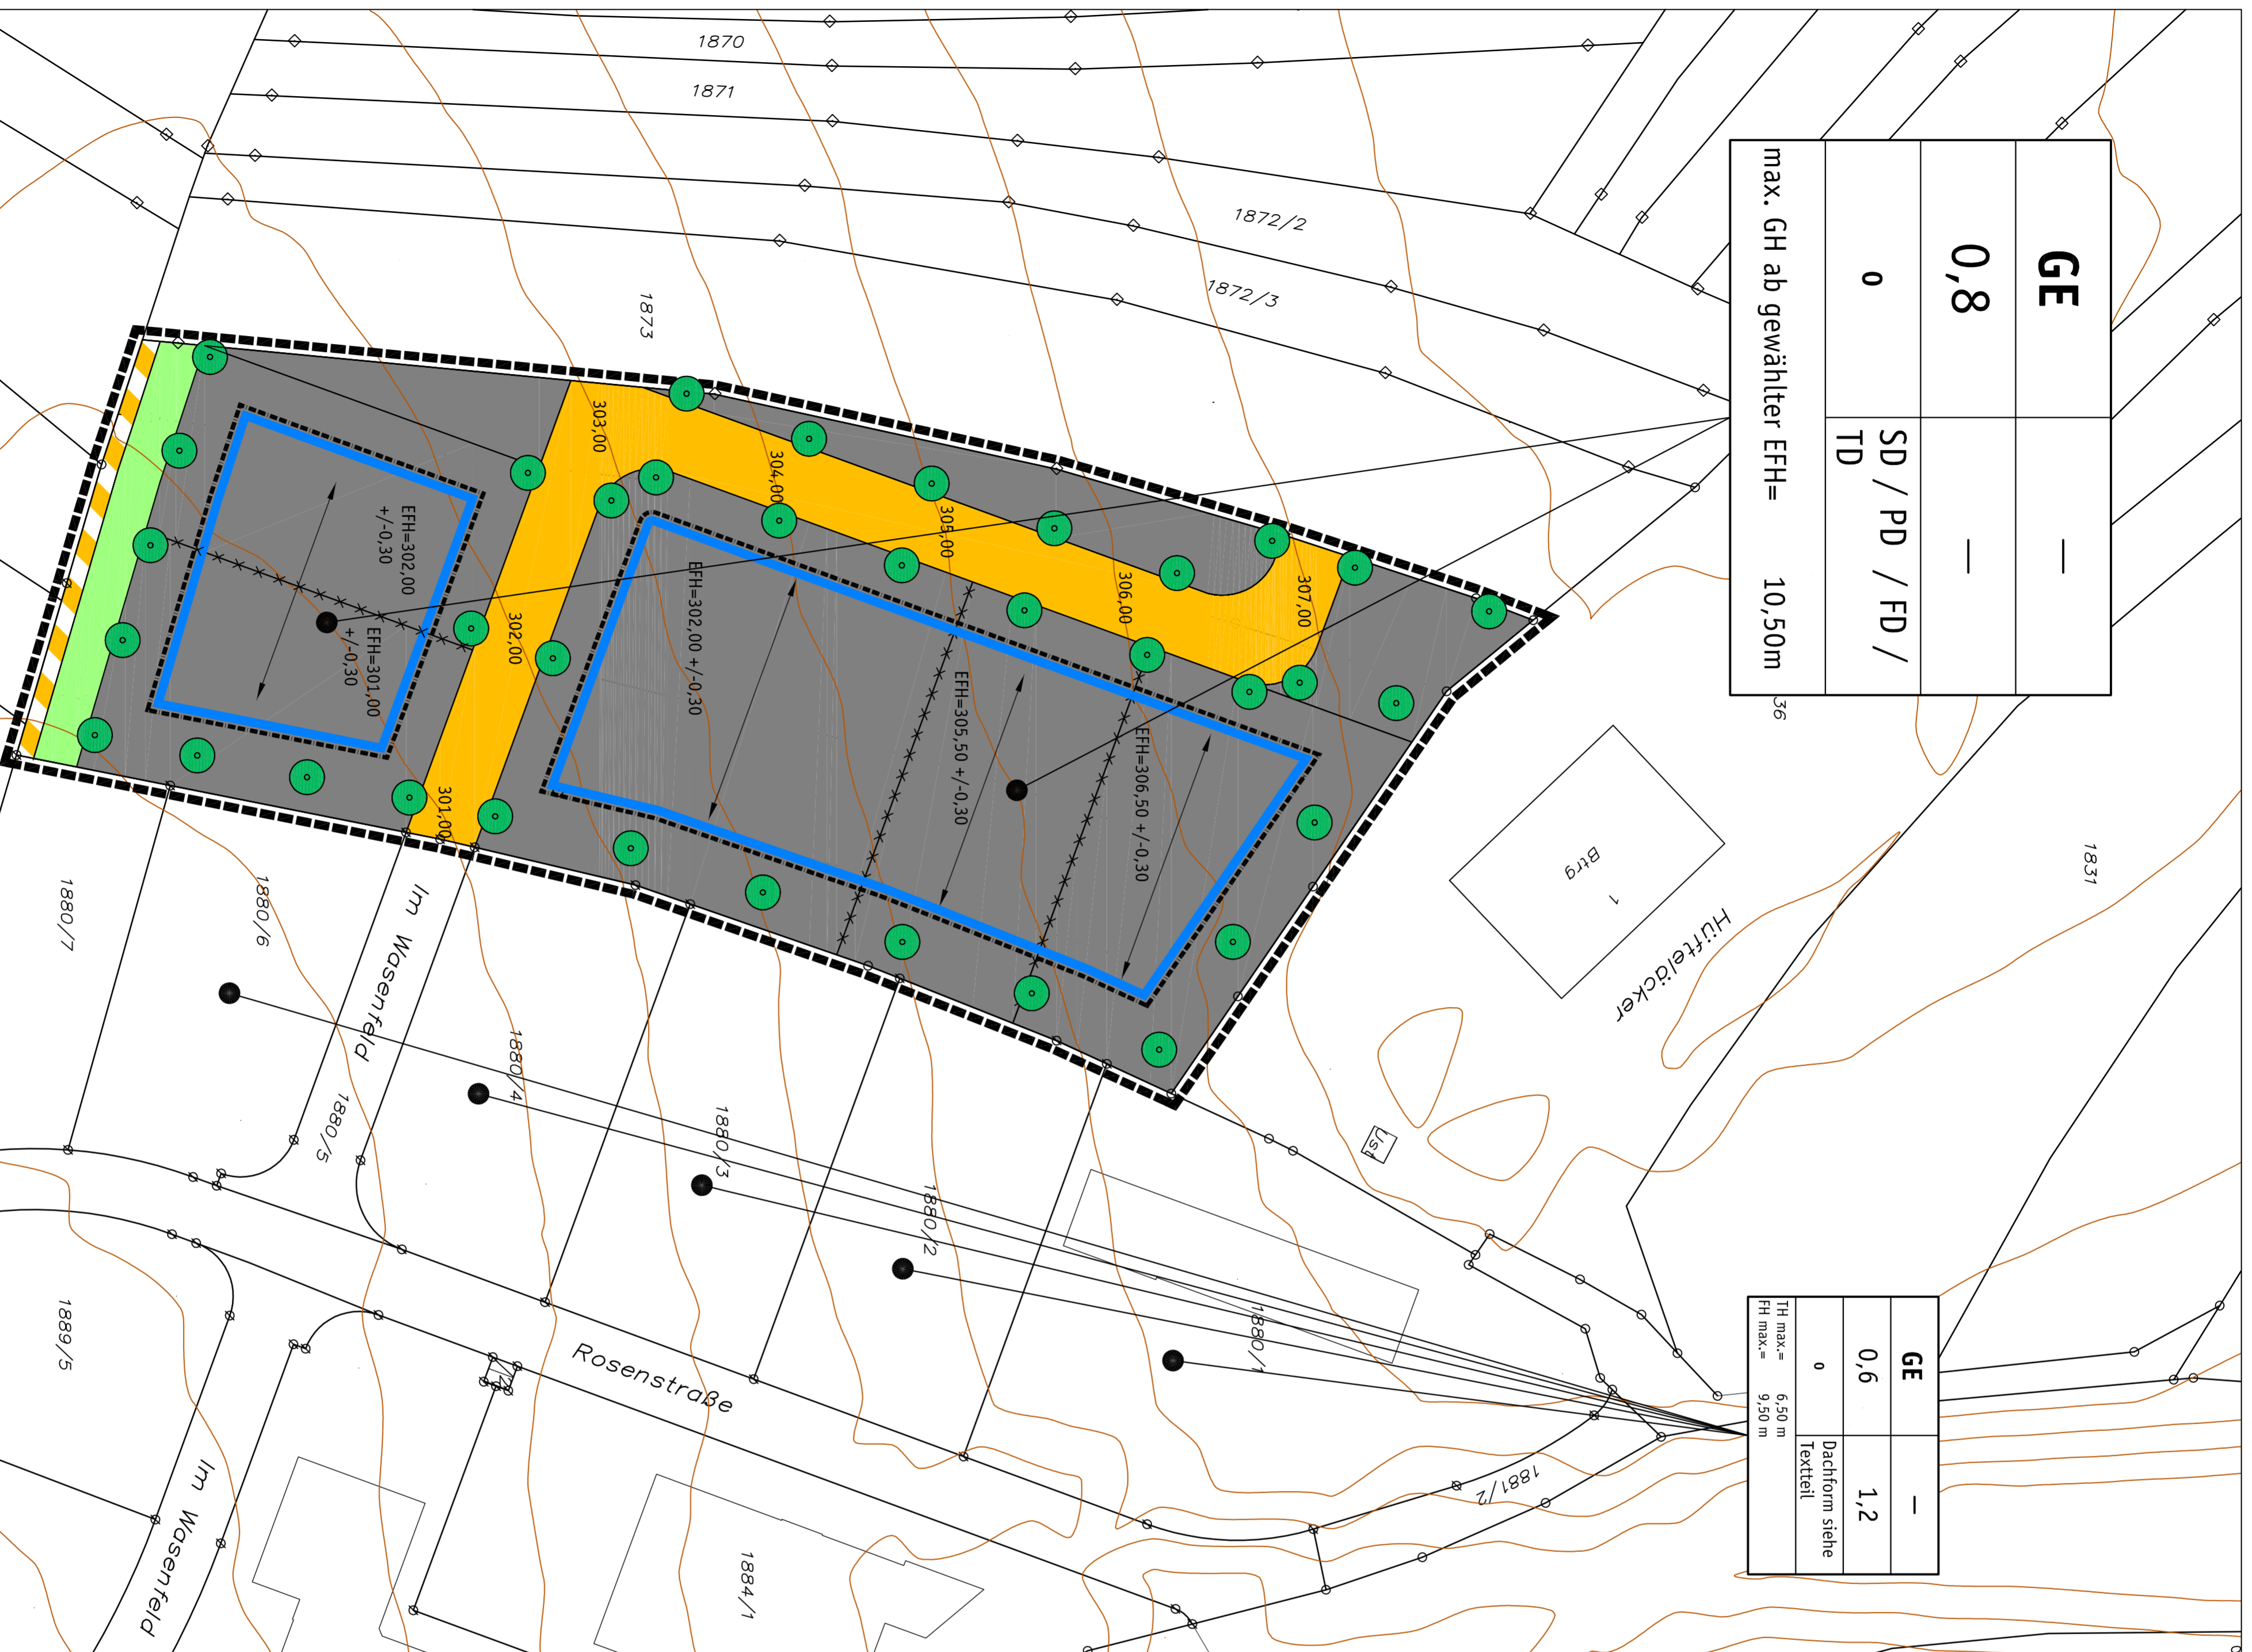 GE
—
0,8
—
o
SD / PD / FD /
TD
max. GH ab gewählter EFH= 10,50m
GE
—
0,6
1,2
o
Dachform siehe
Textteil
TH max.= 6,50 m
FH max.= 9,50 m
1870
1871
1872/2
1872/3
1873
36
1831
Btrg
1
Hüfteläcker
Üst
303,00
304,00
305,00
306,00
307,00
302,00
301,00
EFH=302,00
+/-0,30
EFH=301,00
+/-0,30
EFH=302,00 +/-0,30
EFH=305,50 +/-0,30
EFH=306,50 +/-0,30
1880/7
1880/6
Im Wasenfeld
1880/5
1880/4
1880/3
1880/2
1880/1
1881/2
Rosenstraße
1889/5
Im Wasenfeld
1884/1